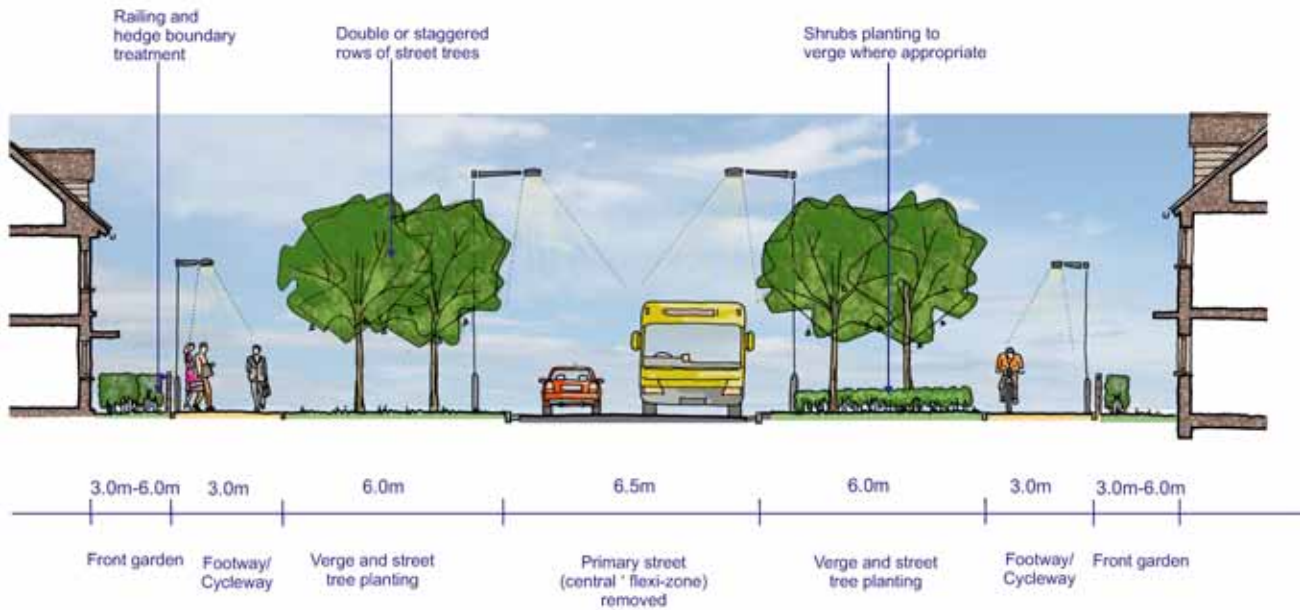 Railing and
hedge boundary
treatment
Double or staggered
rows of street trees
Shrubs planting to
verge where appropriate
3.0m-6.0m
3.0m
6.0m
6.5m
6.0m
3.0m
3.0m-6.0m
Front garden
Footway/
Cycleway
Verge and street
tree planting
Primary street
(central ' flexi-zone)
removed
Verge and street
tree planting
Footway/
Cycleway
Front garden